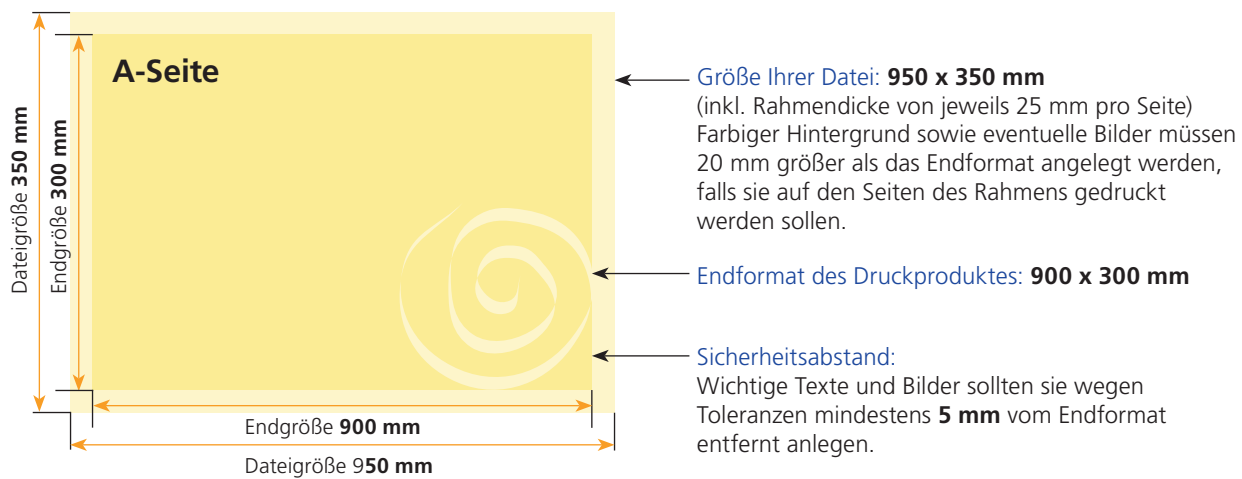 A-Seite
Dateigröße 350 mm
Endgröße 300 mm
Endgröße 900 mm
Dateigröße 950 mm
Größe Ihrer Datei: 950 x 350 mm
(inkl. Rahmendicke von jeweils 25 mm pro Seite)
Farbiger Hintergrund sowie eventuelle Bilder müssen
20 mm größer als das Endformat angelegt werden,
falls sie auf den Seiten des Rahmens gedruckt
werden sollen.
Endformat des Druckproduktes: 900 x 300 mm
Sicherheitsabstand:
Wichtige Texte und Bilder sollten sie wegen
Toleranzen mindestens 5 mm vom Endformat
entfernt anlegen.